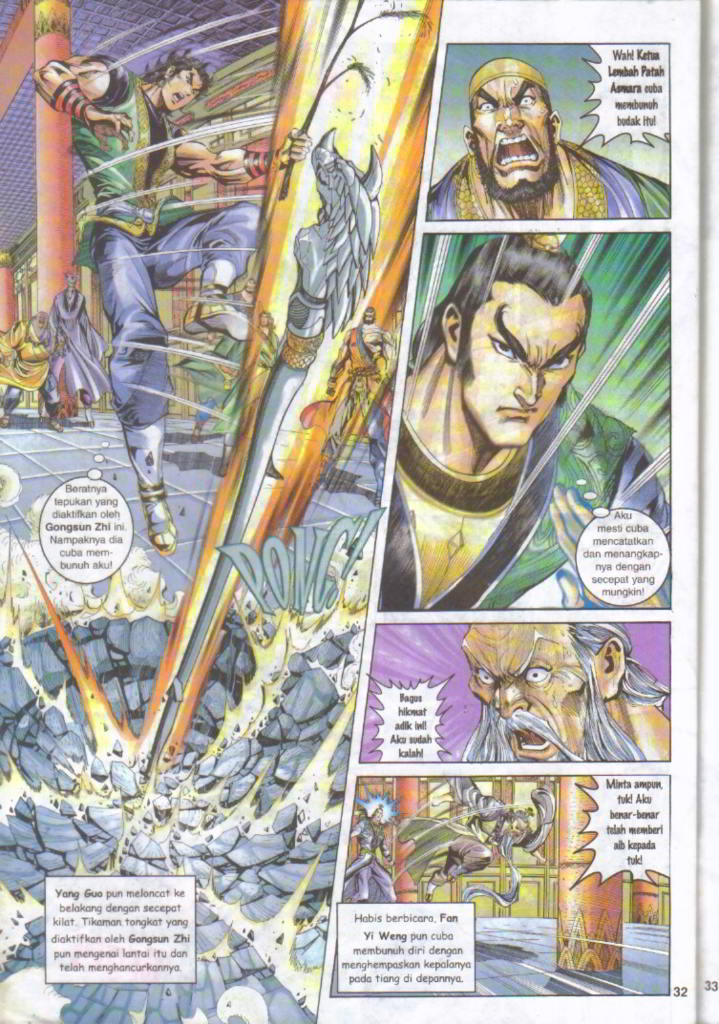 Beratnya
tepukan yang
diaktifkan oleh
Gongsun Zhi ini.
Nampaknya dia
cuba mem-
bunuh aku!
PONG!
Yang Guo pun meloncat ke
belakang dengan secepat
kilat. Tikaman tongkat yang
diaktifkan oleh Gongsun Zhi
pun mengenai lantai itu dan
telah menghancurkannya.
Wah! Ketua
Lembah Patah
Asmara cuba
membunuh
budak itu!
Aku
mesti cuba
mencatatkan
dan menangkap-
nya dengan
secepat yang
mungkin!
Bagus
hikmat
adik ini!
Aku sudah
kalah!
Minta ampun,
tuk! Aku
benar-benar
telah memberi
aib kepada
tuk!
Habis berbicara, Fan
Yi Weng pun cuba
membunuh diri dengan
menghempaskan kepalanya
pada tiang di depannya.
32
33